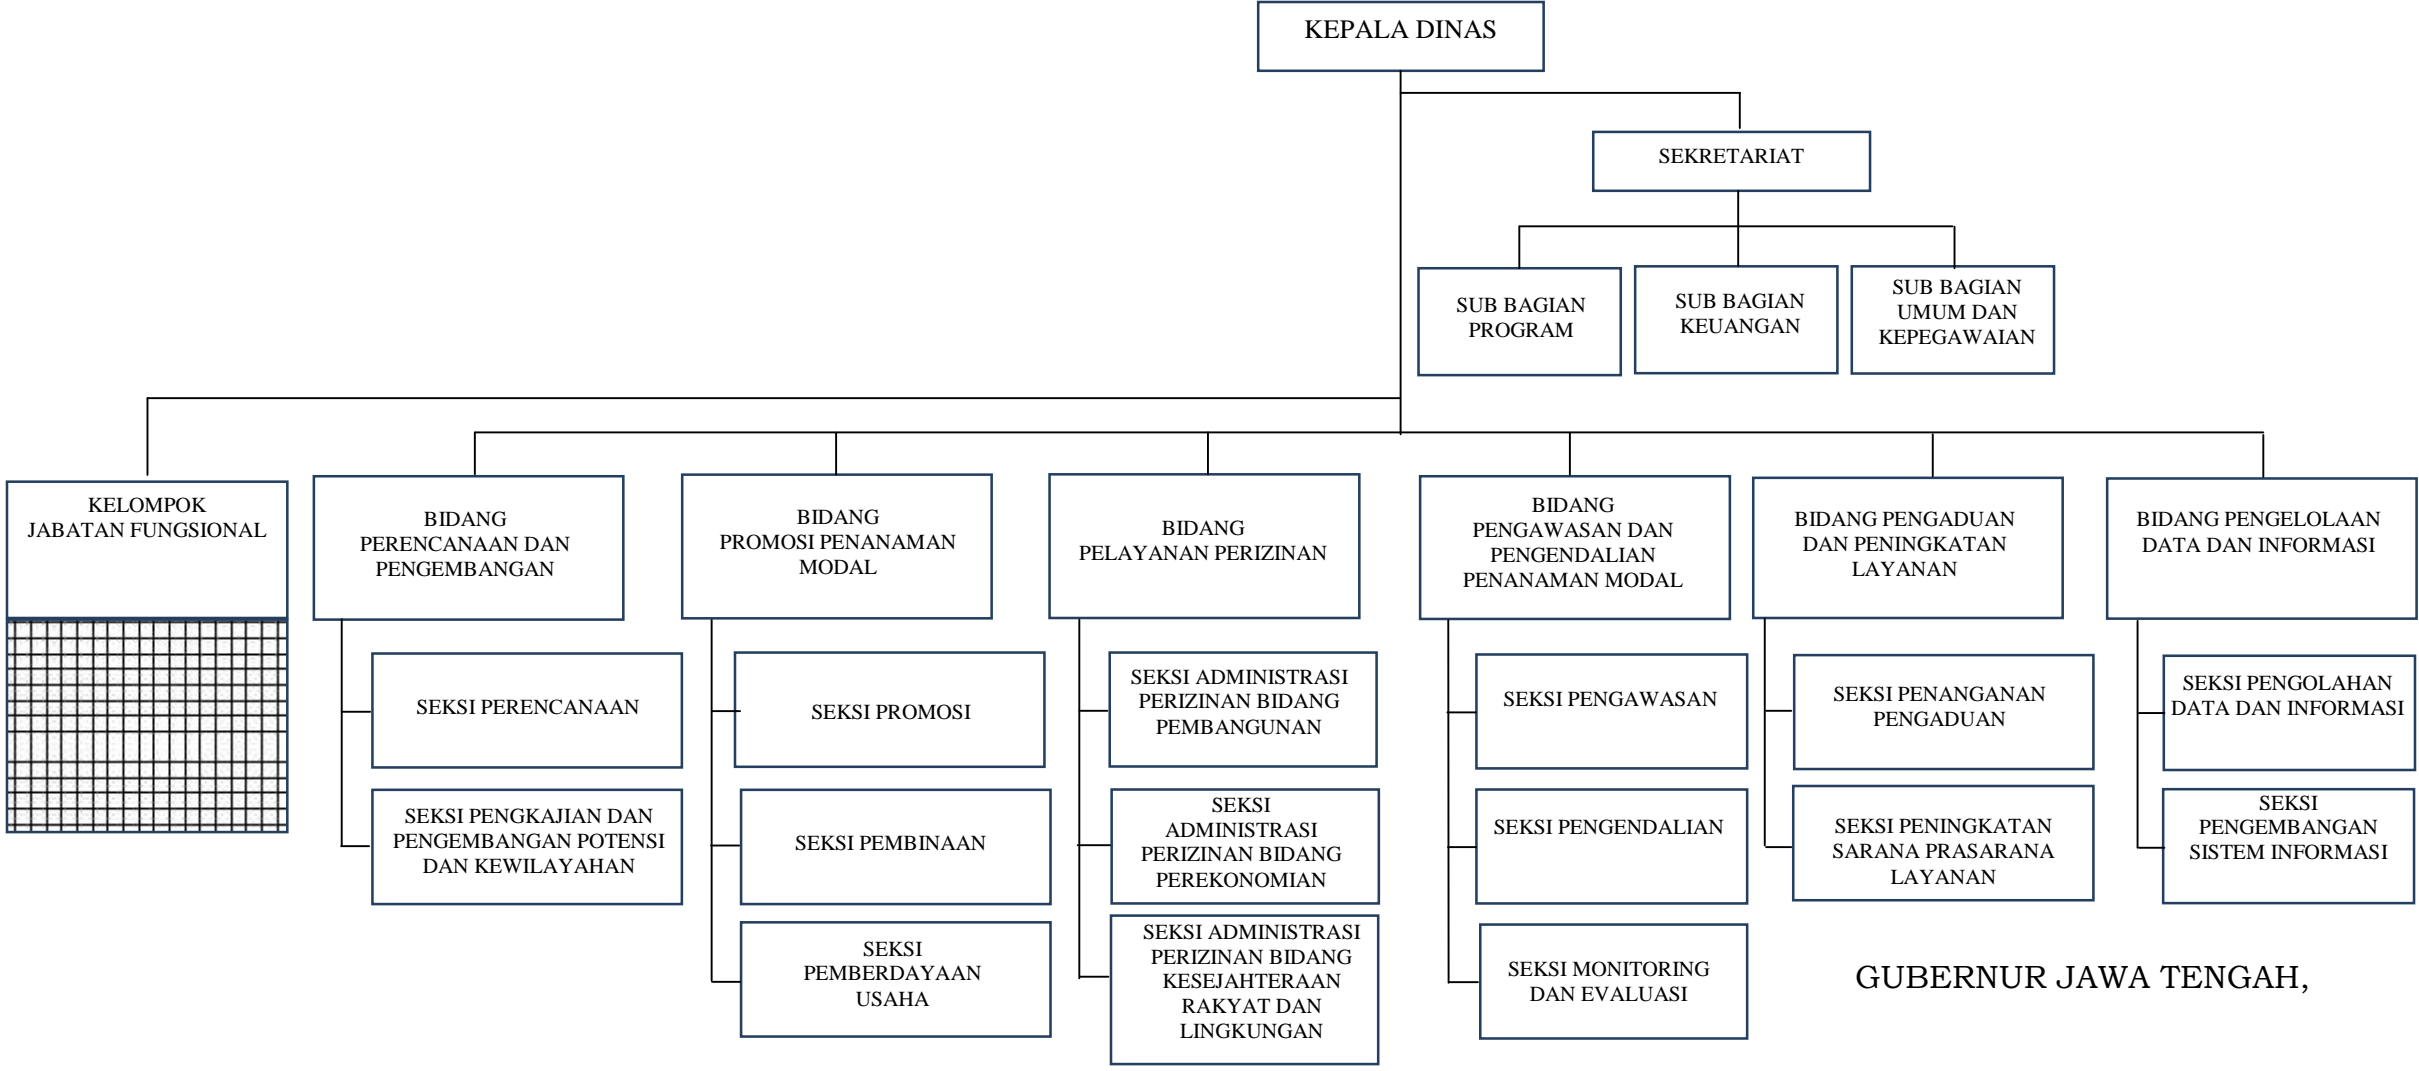 KEPALA DINAS
SEKRETARIAT
SUB BAGIAN
PROGRAM
SUB BAGIAN
KEUANGAN
SUB BAGIAN
UMUM DAN
KEPEGAWAIAN
KELOMPOK
JABATAN FUNGSIONAL
BIDANG
PERENCANAAN DAN
PENGEMBANGAN
BIDANG
PROMOSI PENANAMAN
MODAL
BIDANG
PELAYANAN PERIZINAN
BIDANG
PENGAWASAN DAN
PENGENDALIAN
PENANAMAN MODAL
BIDANG PENGADUAN
DAN PENINGKATAN
LAYANAN
BIDANG PENGELOLAAN
DATA DAN INFORMASI
SEKSI PERENCANAAN
SEKSI PROMOSI
SEKSI ADMINISTRASI
PERIZINAN BIDANG
PEMBANGUNAN
SEKSI PENGAWASAN
SEKSI PENANGANAN
PENGADUAN
SEKSI PENGOLAHAN
DATA DAN INFORMASI
SEKSI PENGKAJIAN DAN
PENGEMBANGAN POTENSI
DAN KEWILAYAHAN
SEKSI PEMBINAAN
SEKSI
ADMINISTRASI
PERIZINAN BIDANG
PEREKONOMIAN
SEKSI PENGENDALIAN
SEKSI PENINGKATAN
SARANA PRASARANA
LAYANAN
SEKSI
PENGEMBANGAN
SISTEM INFORMASI
SEKSI
PEMBERDAYAAN
USAHA
SEKSI ADMINISTRASI
PERIZINAN BIDANG
KESEJAHTERAAN
RAKYAT DAN
LINGKUNGAN
SEKSI MONITORING
DAN EVALUASI
GUBERNUR JAWA TENGAH,